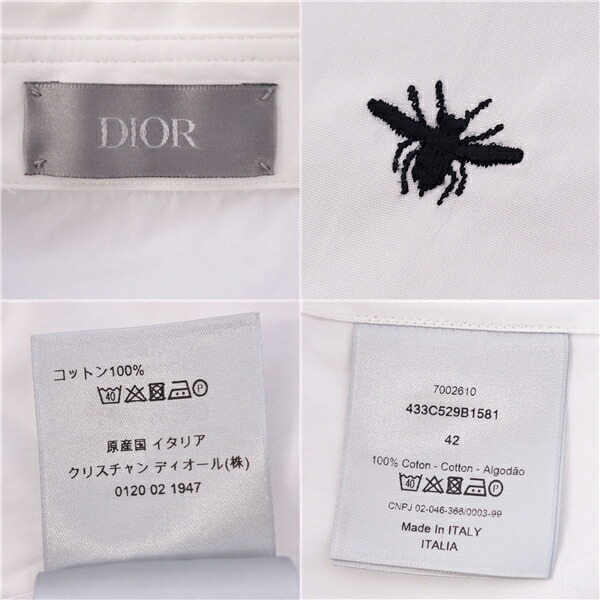 DIOR
コットン100%
40 P
原産国 イタリア
クリスチャン ディオール(株)
0120 02 1947
7002610
433C529B1581
42
100% Coton - Cotton - Algodão
40 P
CNPJ 02-046-366/0003-99
Made In ITALY
ITALIA